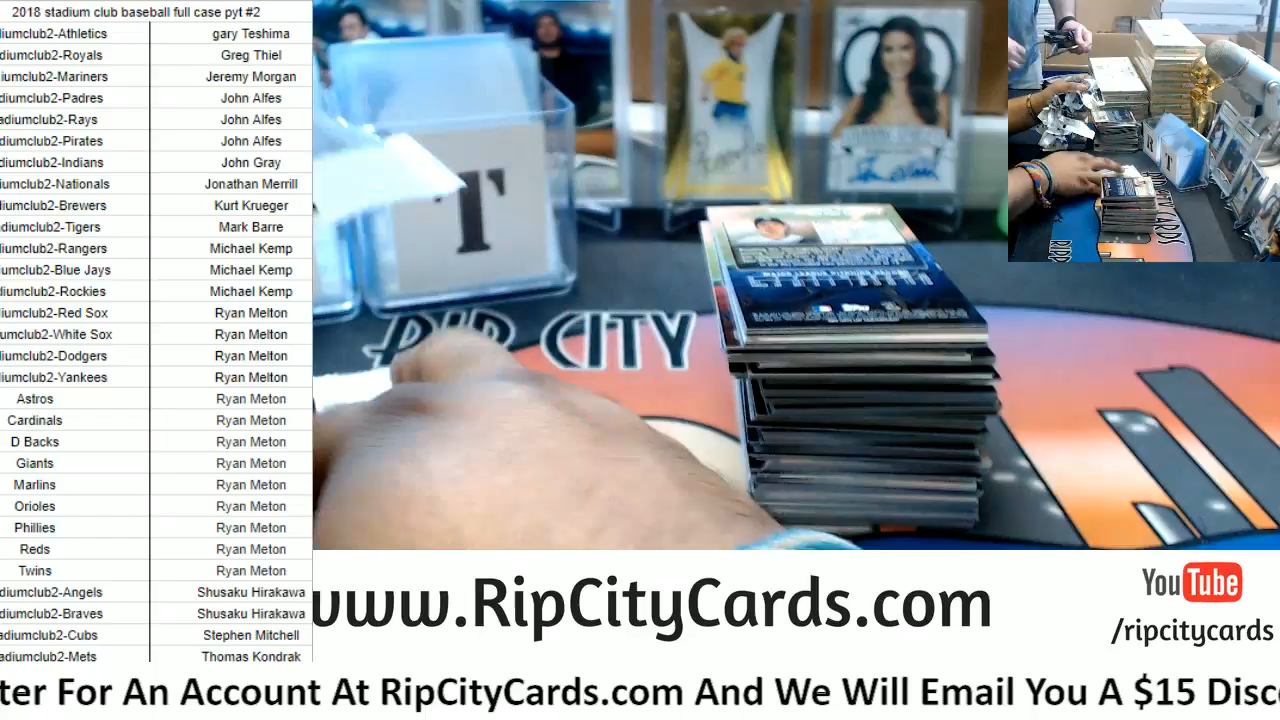 2018 stadium club baseball full case pyt #2
diumclub2-Athletics gary Teshima
diumclub2-Royals Greg Thiel
diumclub2-Mariners Jeremy Morgan
diumclub2-Padres John Alfes
adiumclub2-Rays John Alfes
diumclub2-Pirates John Alfes
diumclub2-Indians John Gray
iumclub2-Nationals Jonathan Merrill
iumclub2-Brewers Kurt Krueger
adiumclub2-Tigers Mark Barre
diumclub2-Rangers Michael Kemp
iumclub2-Blue Jays Michael Kemp
diumclub2-Rockies Michael Kemp
diumclub2-Red Sox Ryan Melton
umclub2-White Sox Ryan Melton
iumclub2-Dodgers Ryan Melton
iumclub2-Yankees Ryan Melton
Astros Ryan Meton
Cardinals Ryan Meton
D Backs Ryan Meton
Giants Ryan Meton
Marlins Ryan Meton
Orioles Ryan Meton
Phillies Ryan Meton
Reds Ryan Meton
Twins Ryan Meton
diumclub2-Angels Shusaku Hirakawa
diumclub2-Braves Shusaku Hirakawa
adiumclub2-Cubs Stephen Mitchell
adiumclub2-Mets Thomas Kondrak
T
RIP CITY
www.RipCityCards.com
YouTube
/ripcitycards
ter For An Account At RipCityCards.com And We Will Email You A $15 Disc